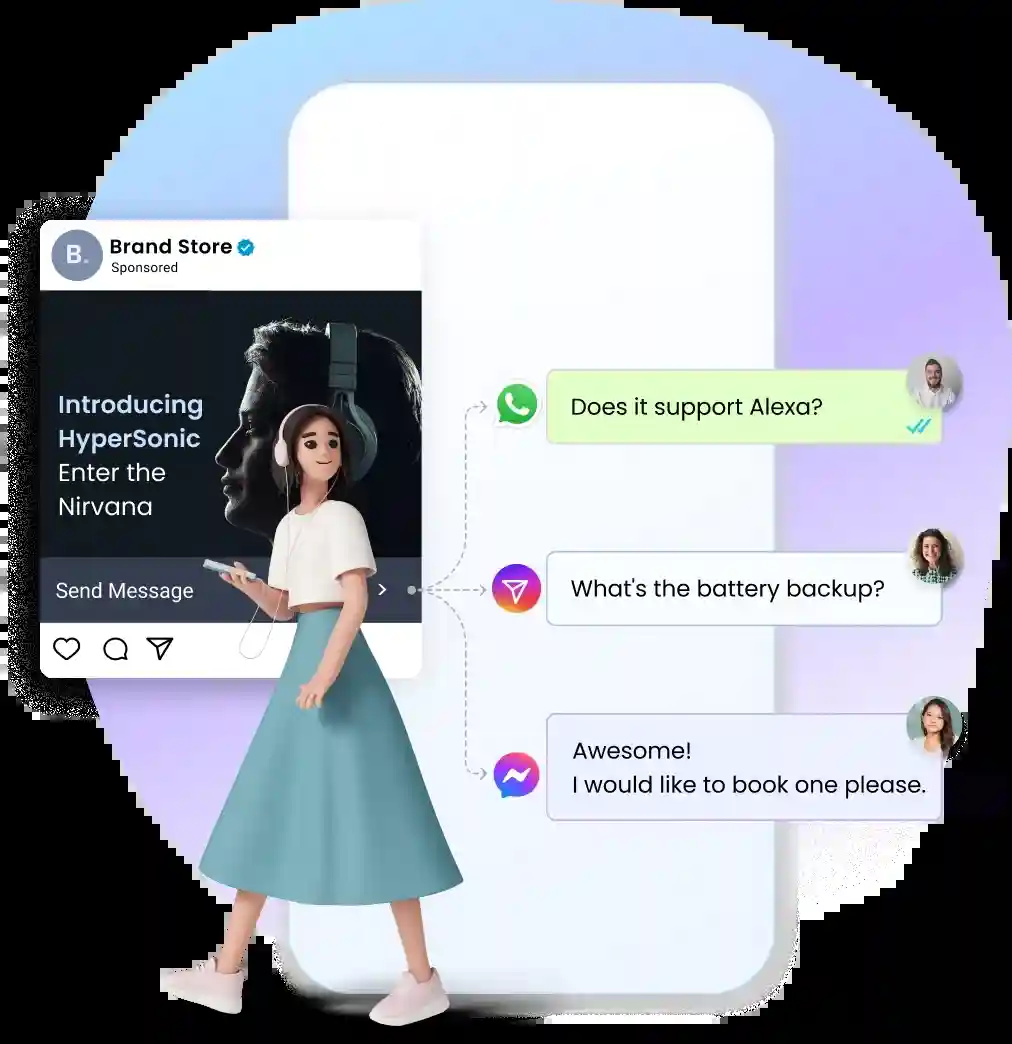 B.
Brand Store
Sponsored
Introducing
HyperSonic
Enter the
Nirvana
Send Message
Does it support Alexa?
What's the battery backup?
Awesome!
I would like to book one please.